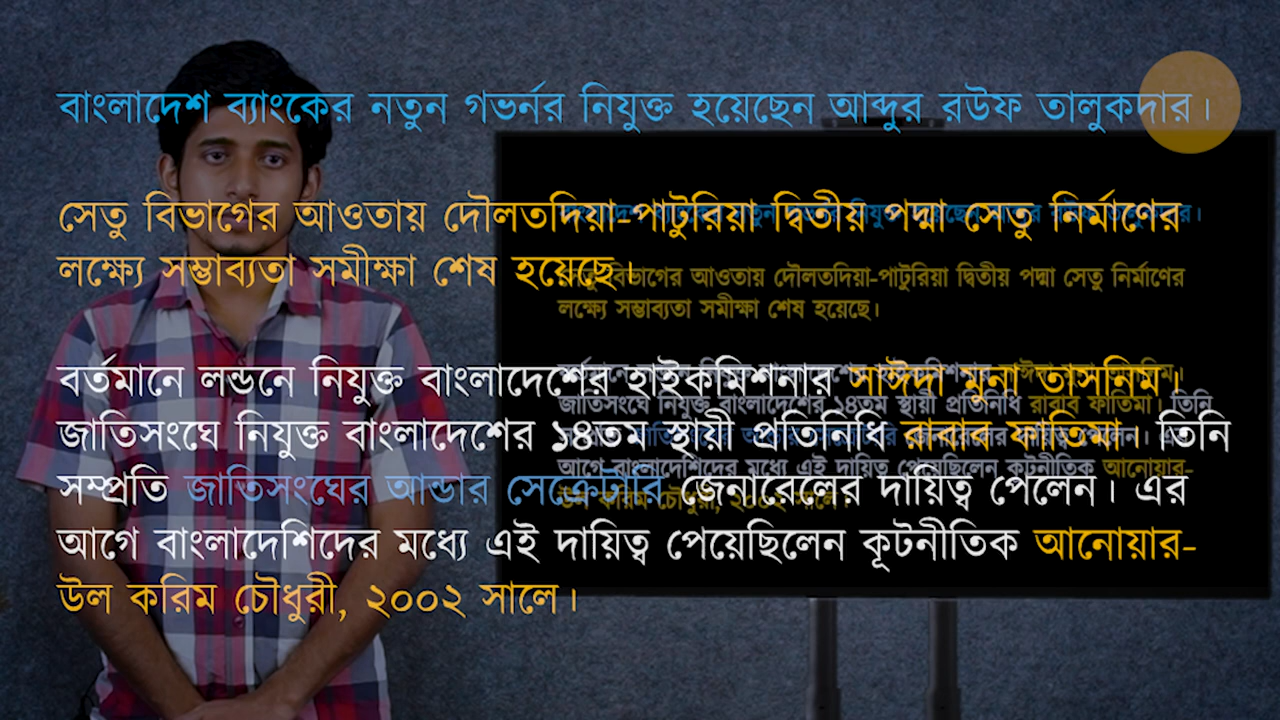 বাংলাদেশ ব্যাংকের নতুন গভর্নর নিযুক্ত হয়েছেন আব্দুর রউফ তালুকদার।
সেতু বিভাগের আওতায় দৌলতদিয়া-পাটুরিয়া দ্বিতীয় পদ্মা সেতু নির্মাণের
লক্ষ্যে সম্ভাব্যতা সমীক্ষা শেষ হয়েছে।
বর্তমানে লন্ডনে নিযুক্ত বাংলাদেশের হাইকমিশনার সাঈদা মুনা তাসনিম।
জাতিসংঘে নিযুক্ত বাংলাদেশের ১৪তম স্থায়ী প্রতিনিধি রাবাব ফাতিমা। তিনি
সম্প্রতি জাতিসংঘের আন্ডার সেক্রেটারি জেনারেলের দায়িত্ব পেলেন। এর
আগে বাংলাদেশিদের মধ্যে এই দায়িত্ব পেয়েছিলেন কূটনীতিক আনোয়ার-
উল করিম চৌধুরী, ২০০২ সালে।